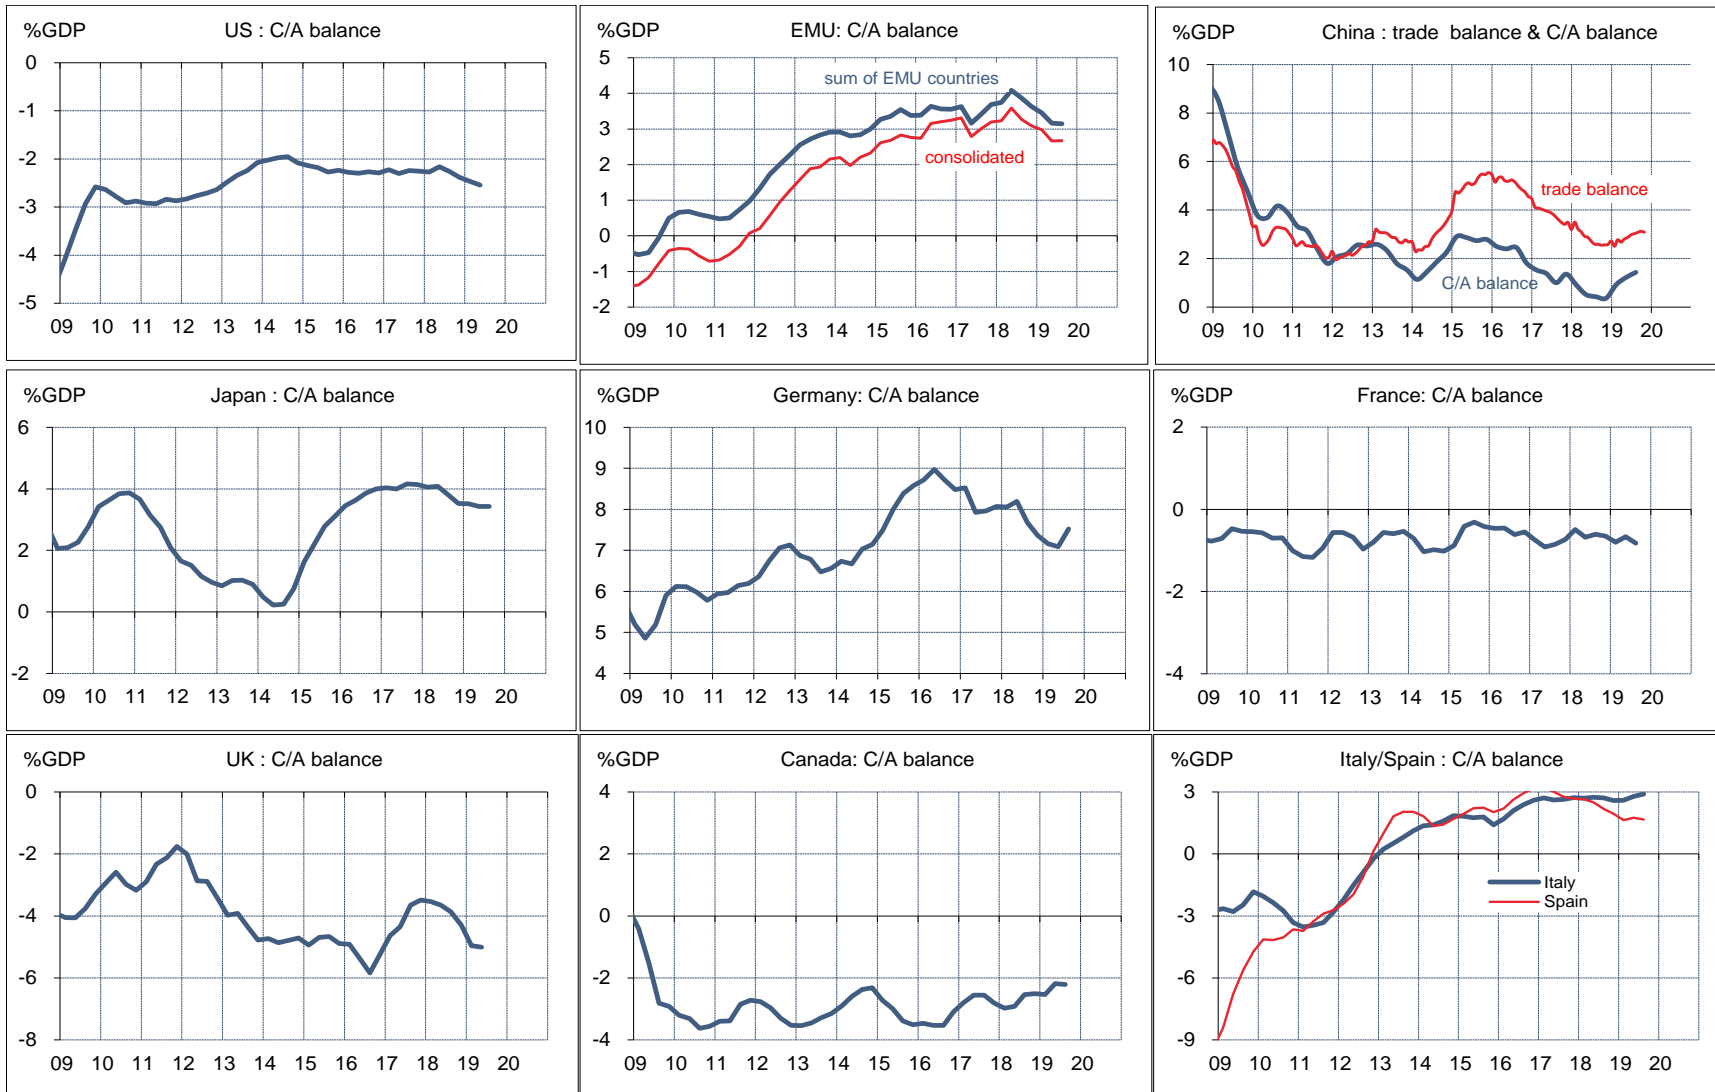 %GDP US : C/A balance
0
-1
-2
-3
-4
-5
09 10 11 12 13 14 15 16 17 18 19 20
%GDP EMU: C/A balance
5
4
3
2
1
0
-1
-2
sum of EMU countries
consolidated
09 10 11 12 13 14 15 16 17 18 19 20
%GDP China : trade balance & C/A balance
10
8
6
4
2
0
trade balance
C/A balance
09 10 11 12 13 14 15 16 17 18 19 20
%GDP Japan : C/A balance
6
4
2
0
-2
09 10 11 12 13 14 15 16 17 18 19 20
%GDP Germany: C/A balance
10
9
8
7
6
5
4
09 10 11 12 13 14 15 16 17 18 19 20
%GDP France: C/A balance
2
0
-2
-4
09 10 11 12 13 14 15 16 17 18 19 20
%GDP UK : C/A balance
0
-2
-4
-6
-8
09 10 11 12 13 14 15 16 17 18 19 20
%GDP Canada: C/A balance
4
2
0
-2
-4
09 10 11 12 13 14 15 16 17 18 19 20
%GDP Italy/Spain : C/A balance
3
0
-3
-6
-9
Italy
Spain
09 10 11 12 13 14 15 16 17 18 19 20